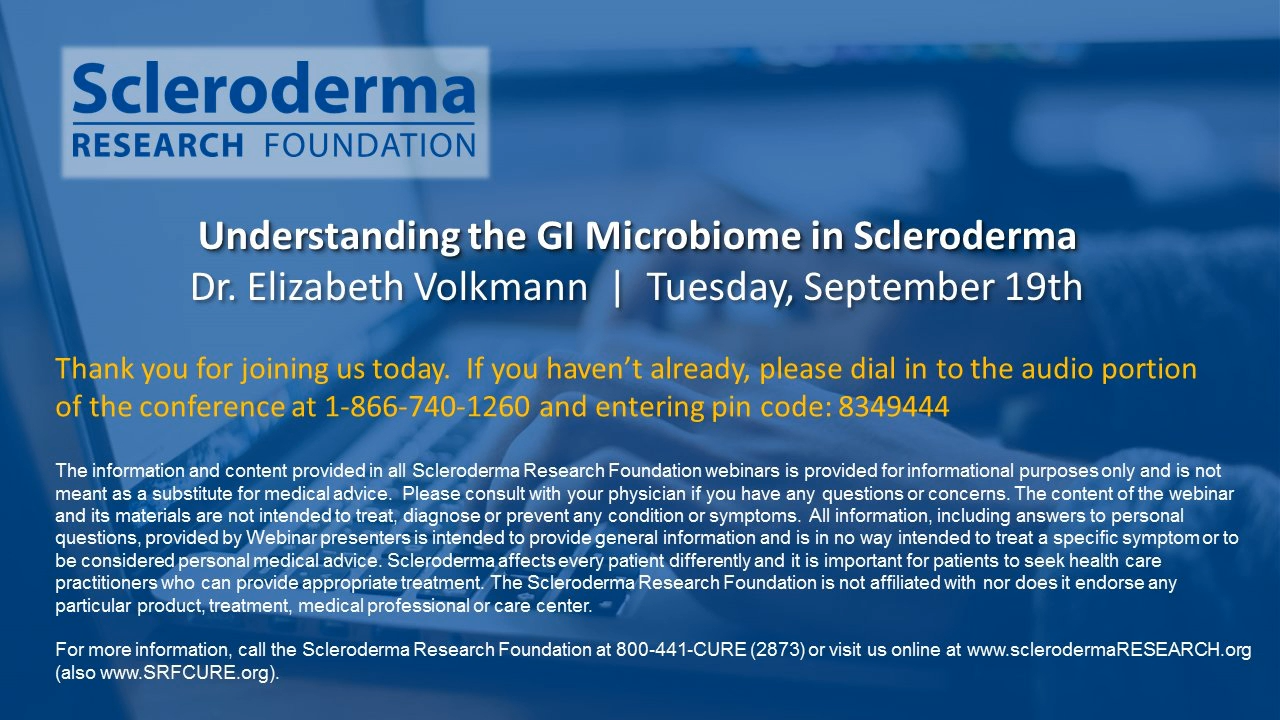 Scleroderma
RESEARCH FOUNDATION
Understanding the GI Microbiome in Scleroderma
Dr. Elizabeth Volkmann | Tuesday, September 19th
Thank you for joining us today. If you haven’t already, please dial in to the audio portion
of the conference at 1-866-740-1260 and entering pin code: 8349444
The information and content provided in all Scleroderma Research Foundation webinars is provided for informational purposes only and is not
meant as a substitute for medical advice. Please consult with your physician if you have any questions or concerns. The content of the webinar
and its materials are not intended to treat, diagnose or prevent any condition or symptoms. All information, including answers to personal
questions, provided by Webinar presenters is intended to provide general information and is in no way intended to treat a specific symptom or to
be considered personal medical advice. Scleroderma affects every patient differently and it is important for patients to seek health care
practitioners who can provide appropriate treatment. The Scleroderma Research Foundation is not affiliated with nor does it endorse any
particular product, treatment, medical professional or care center.
For more information, call the Scleroderma Research Foundation at 800-441-CURE (2873) or visit us online at www.sclerodermaRESEARCH.org
(also www.SRFCURE.org).